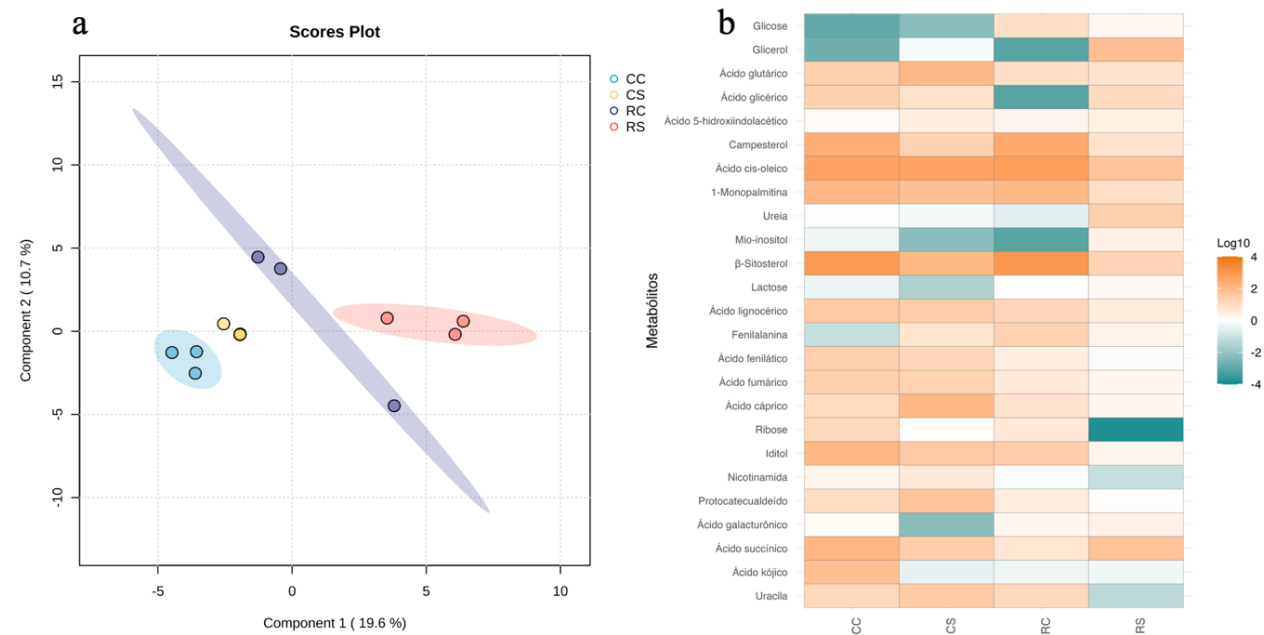 a
Scores Plot
CC
CS
RC
RS
Component 2 ( 10.7 %)
15
10
5
0
-5
-10
-5
0
5
10
Component 1 ( 19.6 %)
b
Metabólitos
Glicose
Glicerol
Ácido glutárico
Ácido glicérico
Ácido 5-hidroxiindolacético
Campesterol
Ácido cis-oleico
1-Monopalmitina
Ureia
Mio-inositol
β-Sitosterol
Lactose
Ácido lignocérico
Fenilalanina
Ácido fenilático
Ácido fumárico
Ácido cáprico
Ribose
Iditol
Nicotinamida
Protocatecualdeído
Ácido galacturônico
Ácido succínico
Ácido kójico
Uracila
CC
CS
RC
RS
Log10
4
2
0
-2
-4